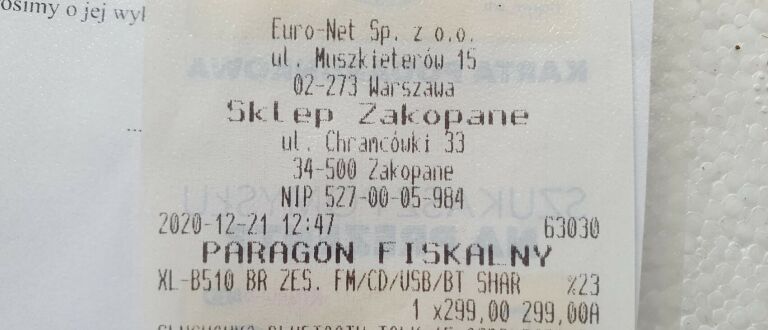 osimy o jej wyk
Euro-Net Sp. z o.o.
ul. Muszkieterów 15
02-273 Warszawa
Sklep Zakopane
ul. Chramcówki 33
34-500 Zakopane
NIP 527-00-05-984
2020-12-21 12:47 63030
PARAGON FISKALNY
XL-B510 BR ZES. FM/CD/USB/BT SHAR %23
1 x299,00 299,00A